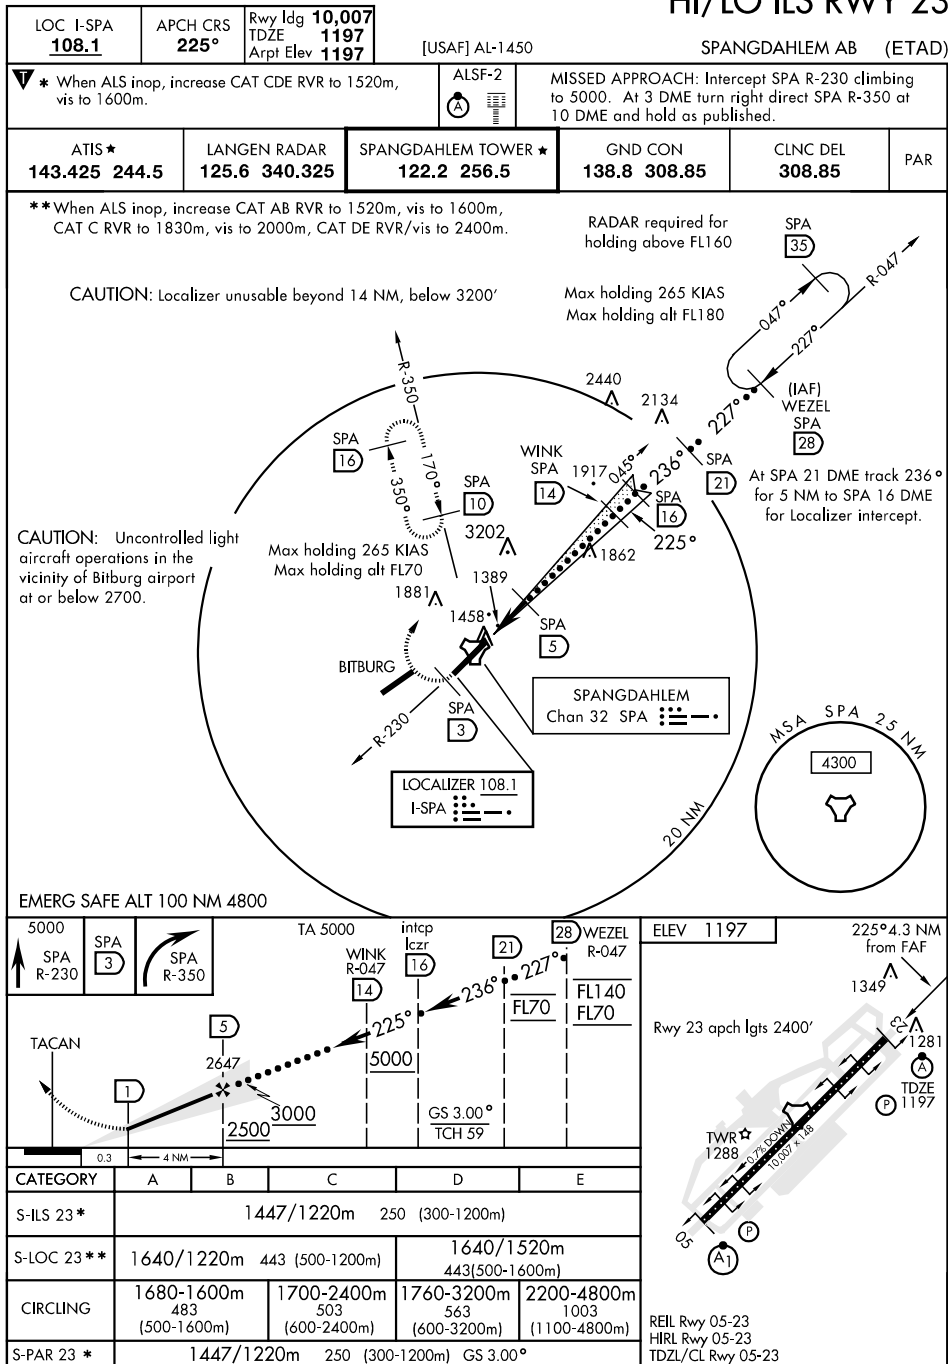 HI/LO ILS RWY 23
LOC I-SPA
108.1
APCH CRS
225°
Rwy ldg 10,007
TDZE 1197
Arpt Elev 1197
[USAF] AL-1450
SPANGDAHLEM AB (ETAD)
T * When ALS inop, increase CAT CDE RVR to 1520m,
vis to 1600m.
ALSF-2
A
MISSED APPROACH: Intercept SPA R-230 climbing
to 5000. At 3 DME turn right direct SPA R-350 at
10 DME and hold as published.
ATIS ★
143.425 244.5
LANGEN RADAR
125.6 340.325
SPANGDAHLEM TOWER ★
122.2 256.5
GND CON
138.8 308.85
CLNC DEL
308.85
PAR
** When ALS inop, increase CAT AB RVR to 1520m, vis to 1600m,
CAT C RVR to 1830m, vis to 2000m, CAT DE RVR/vis to 2400m.
RADAR required for
holding above FL160
SPA
35
R-047
CAUTION: Localizer unusable beyond 14 NM, below 3200'
Max holding 265 KIAS
Max holding alt FL180
047°
227°
R-350
2440
2134
227°
(IAF)
WEZEL
SPA
28
SPA
16
170°
350°
SPA
10
WINK
SPA
14
1917
045°
236°
SPA
21
SPA
16
225°
At SPA 21 DME track 236°
for 5 NM to SPA 16 DME
for Localizer intercept.
CAUTION: Uncontrolled light
aircraft operations in the
vicinity of Bitburg airport
at or below 2700.
3202
Max holding 265 KIAS
Max holding alt FL70
1862
1389
1881
1458
SPA
5
BITBURG
SPA
3
R-230
SPANGDAHLEM
Chan 32 SPA
LOCALIZER 108.1
I-SPA
MSA SPA 25 NM
4300
20 NM
EMERG SAFE ALT 100 NM 4800
5000
SPA
R-230
SPA
3
SPA
R-350
TA 5000
WINK
R-047
14
intcp
lczr
16
21
28
WEZEL
R-047
227°
236°
225°
FL140
FL70
FL70
5000
5
2647
TACAN
1
3000
2500
GS 3.00°
TCH 59
0.3
4 NM
ELEV 1197
225° 4.3 NM
from FAF
1349
Rwy 23 apch lgts 2400'
23
1281
A
TDZE
1197
P
TWR
1288
0.7% DOWN
10,007 x 148
05
P
A1
REIL Rwy 05-23
HIRL Rwy 05-23
TDZL/CL Rwy 05-23
CATEGORY A B C D E
S-ILS 23* 1447/1220m 250 (300-1200m)
S-LOC 23** 1640/1220m 443 (500-1200m) 1640/1520m
443(500-1600m)
CIRCLING 1680-1600m 1700-2400m 1760-3200m 2200-4800m
483 503 563 1003
(500-1600m) (600-2400m) (600-3200m) (1100-4800m)
S-PAR 23 * 1447/1220m 250 (300-1200m) GS 3.00°